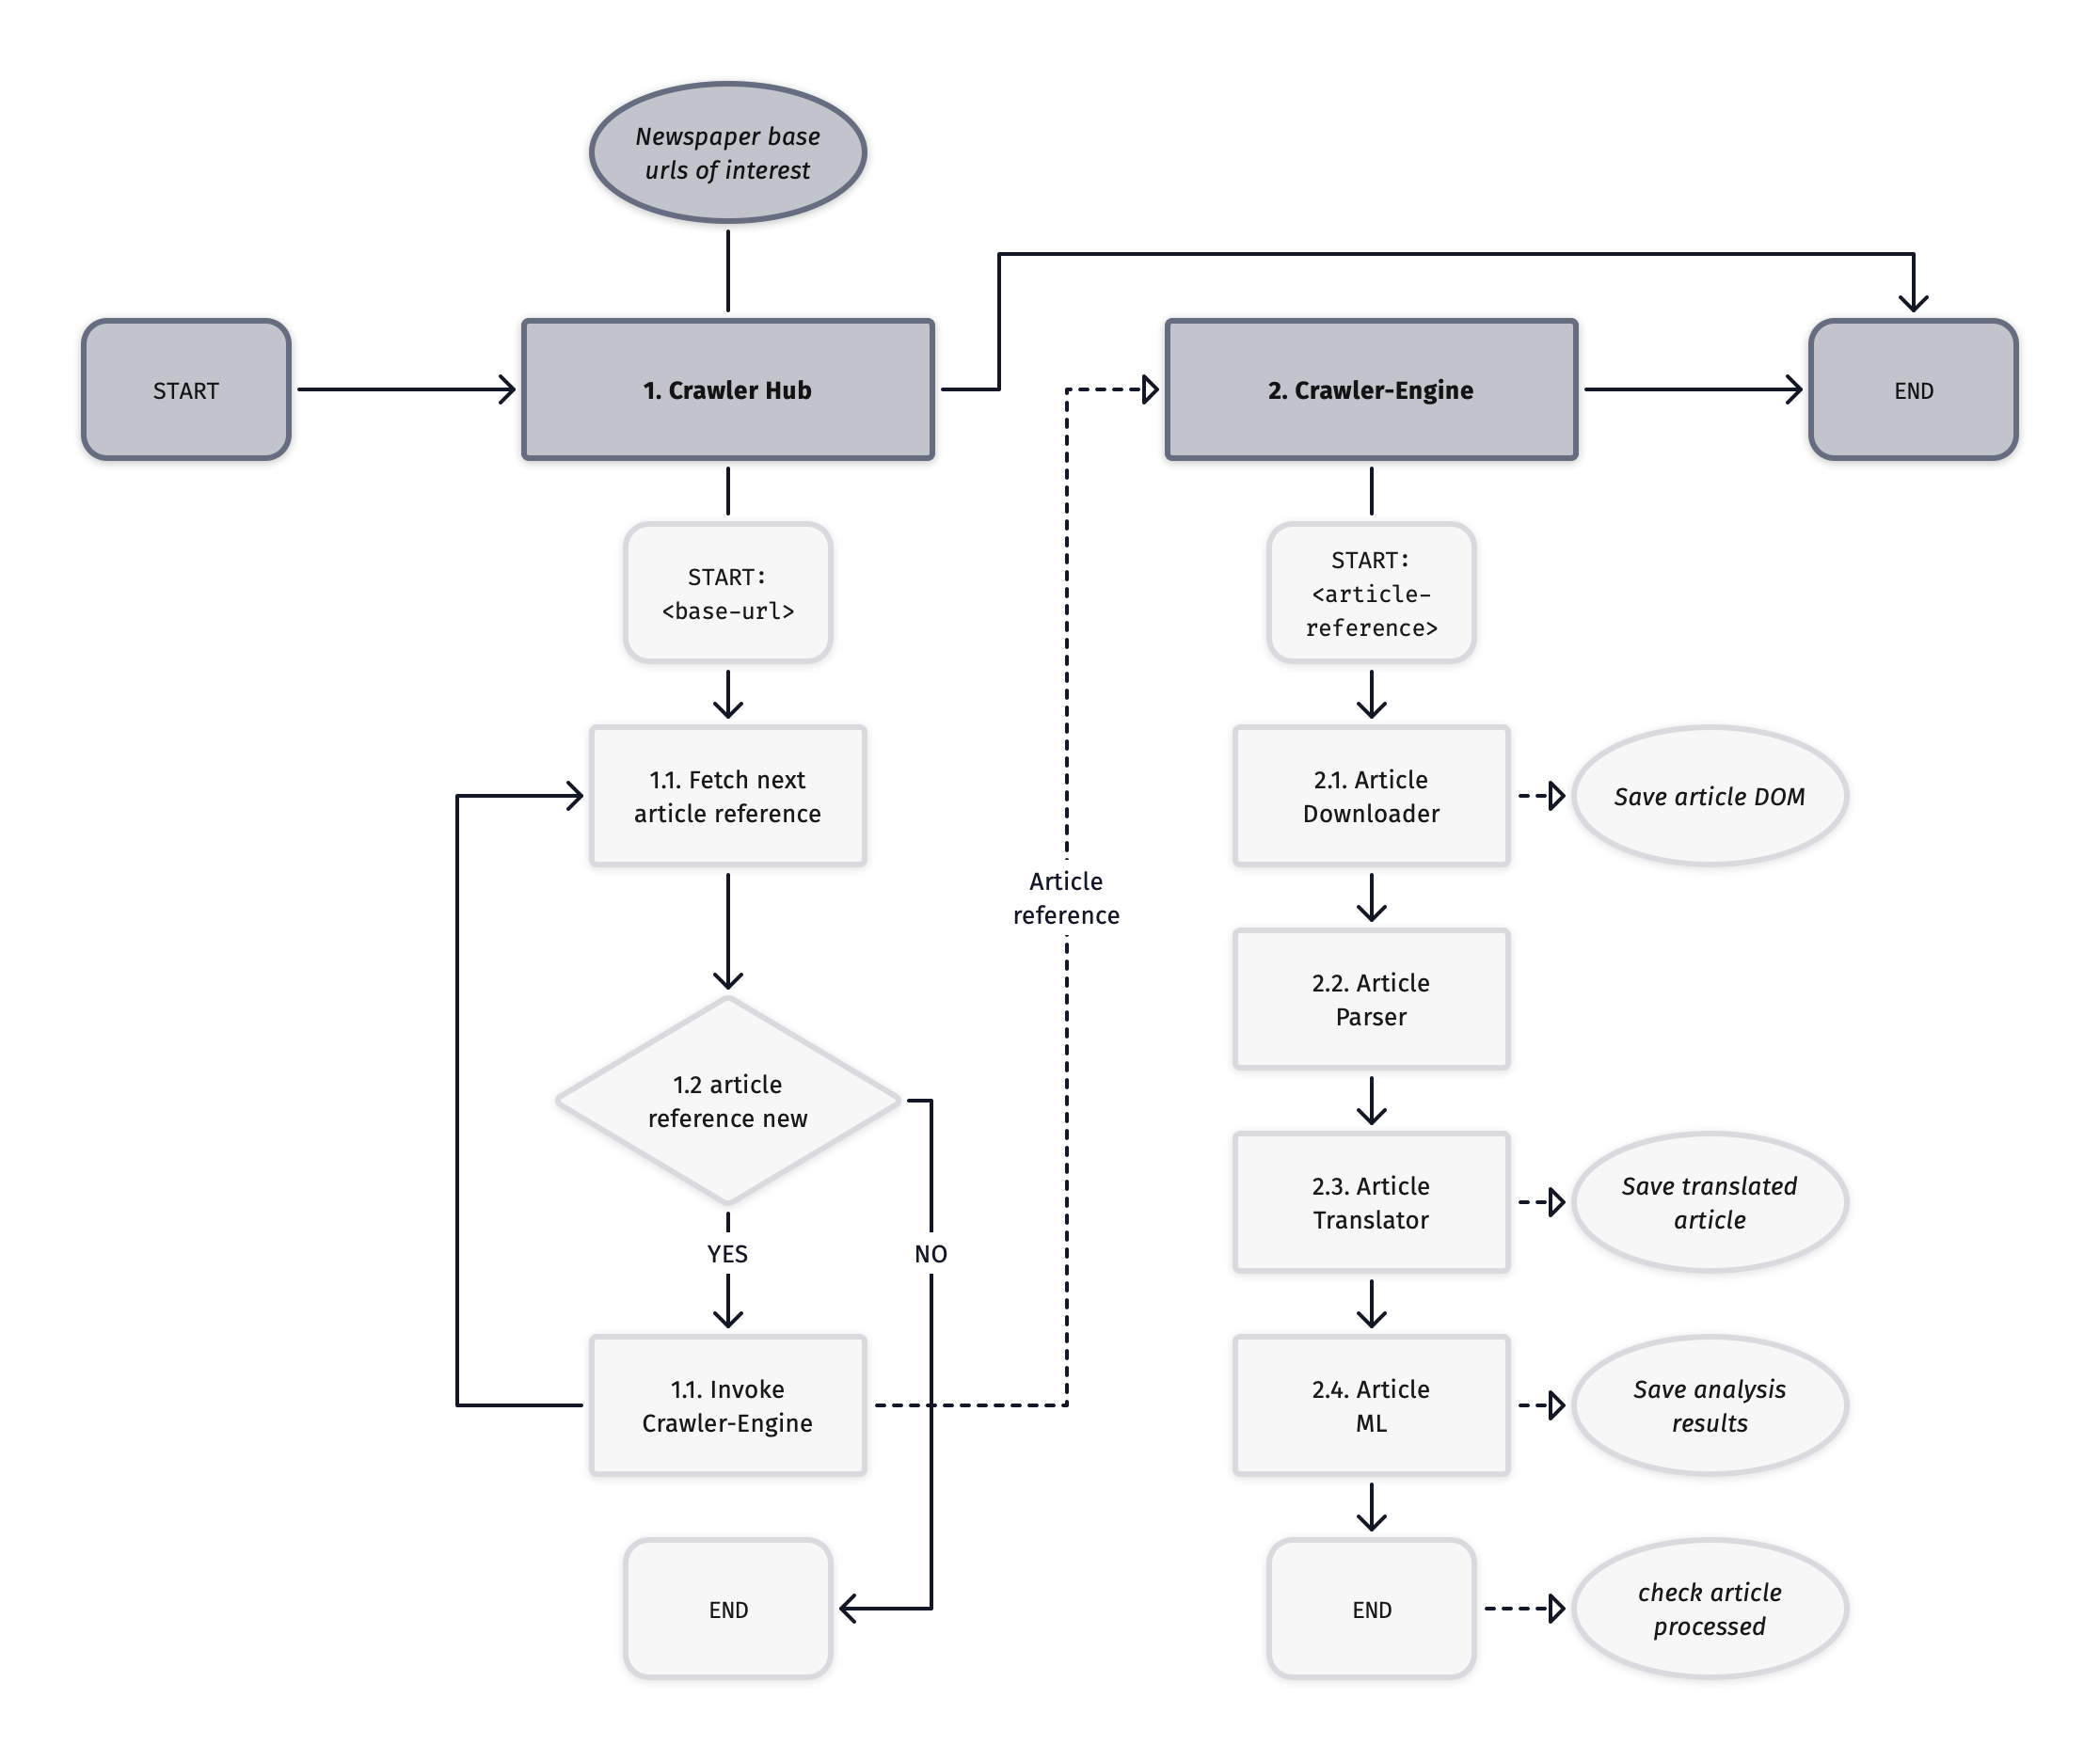 Newspaper base
urls of interest
START
1. Crawler Hub
2. Crawler-Engine
END
START:
<base-url>
1.1. Fetch next
article reference
1.2 article
reference new
YES
NO
1.1. Invoke
Crawler-Engine
END
Article
reference
START:
<article-
reference>
2.1. Article
Downloader
Save article DOM
2.2. Article
Parser
2.3. Article
Translator
Save translated
article
2.4. Article
ML
Save analysis
results
END
check article
processed